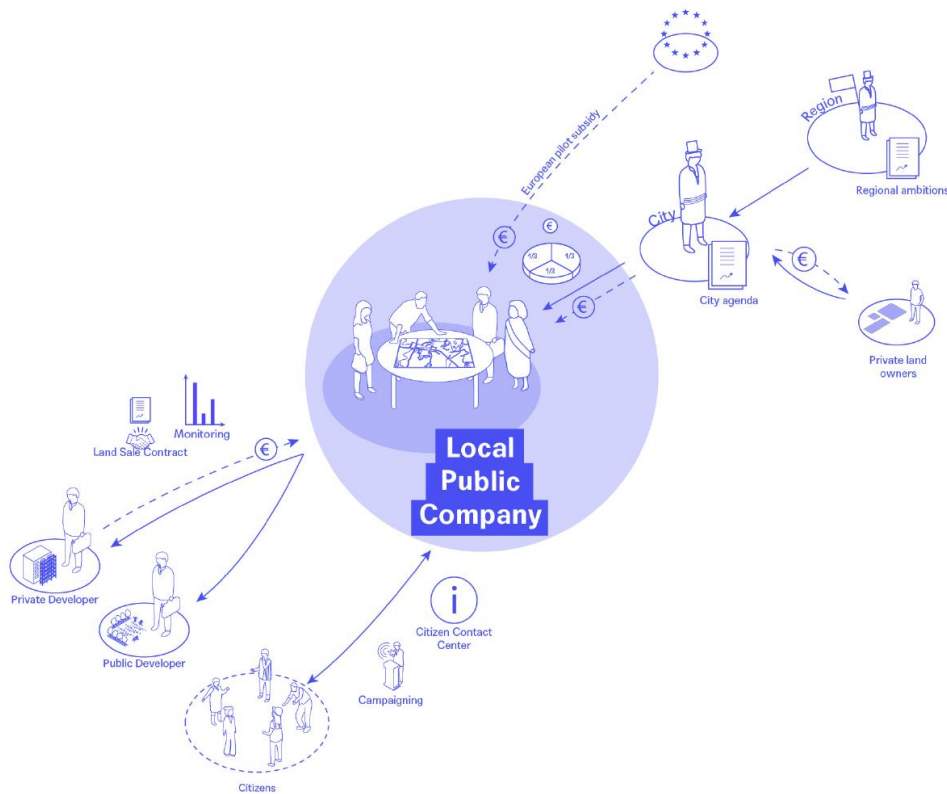 Region
Regional ambitions
European pilot subsidy
City
City agenda
€
€
€
€
1/3
1/3
1/3
Private land
owners
Local
Public
Company
Monitoring
Land Sale Contract
€
Private Developer
Public Developer
i
Citizen Contact
Center
Campaigning
Citizens